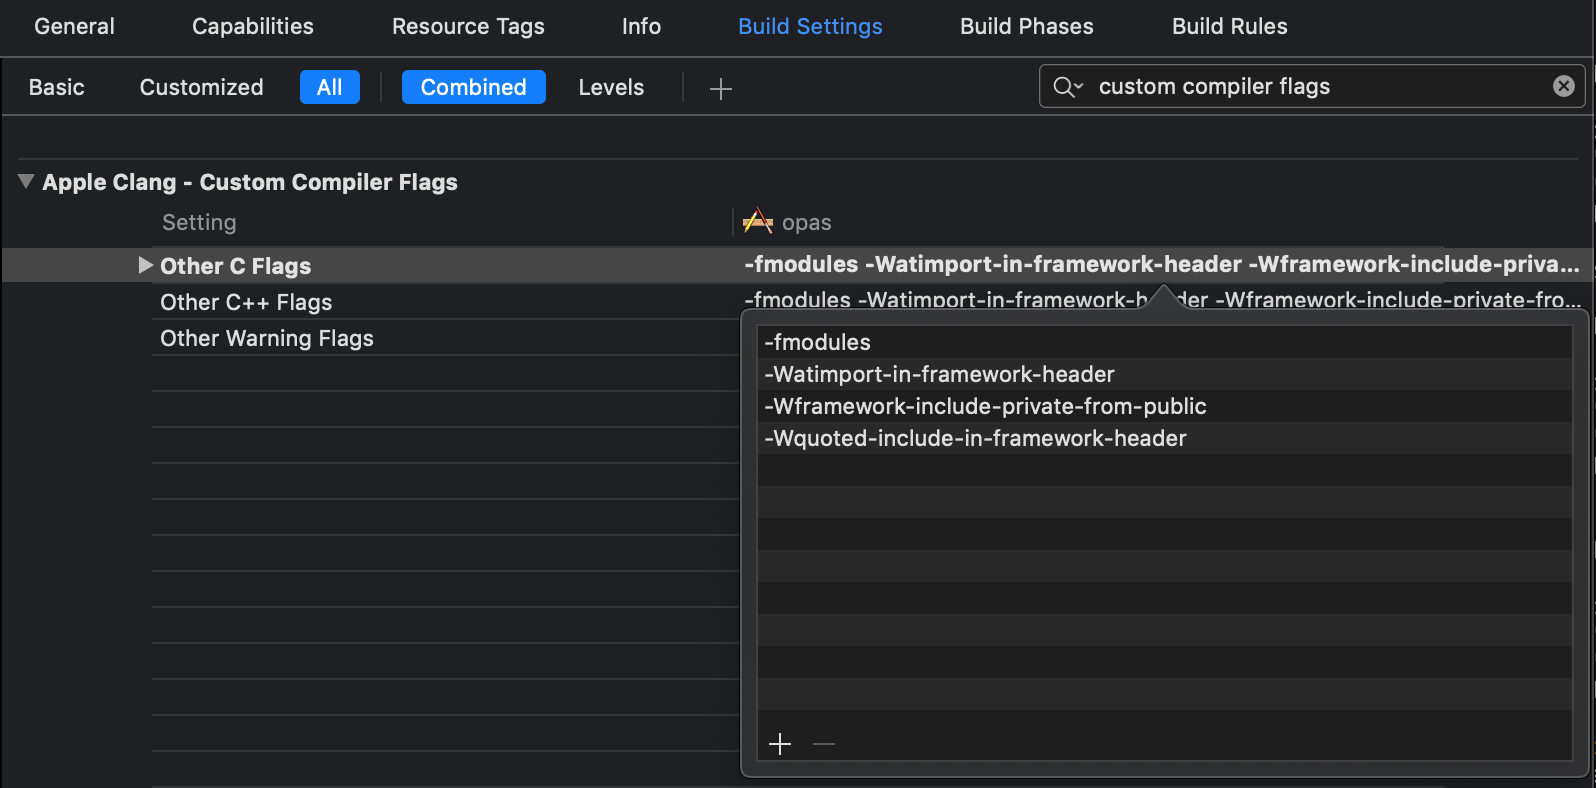 General Capabilities Resource Tags Info Build Settings Build Phases Build Rules
Basic Customized All Combined Levels + custom compiler flags
Apple Clang - Custom Compiler Flags
Setting opas
Other C Flags -fmodules -Watimport-in-framework-header -Wframework-include-priva...
Other C++ Flags -fmodules -Watimport-in-framework-header -Wframework-include-private-fro...
Other Warning Flags
-fmodules
-Watimport-in-framework-header
-Wframework-include-private-from-public
-Wquoted-include-in-framework-header